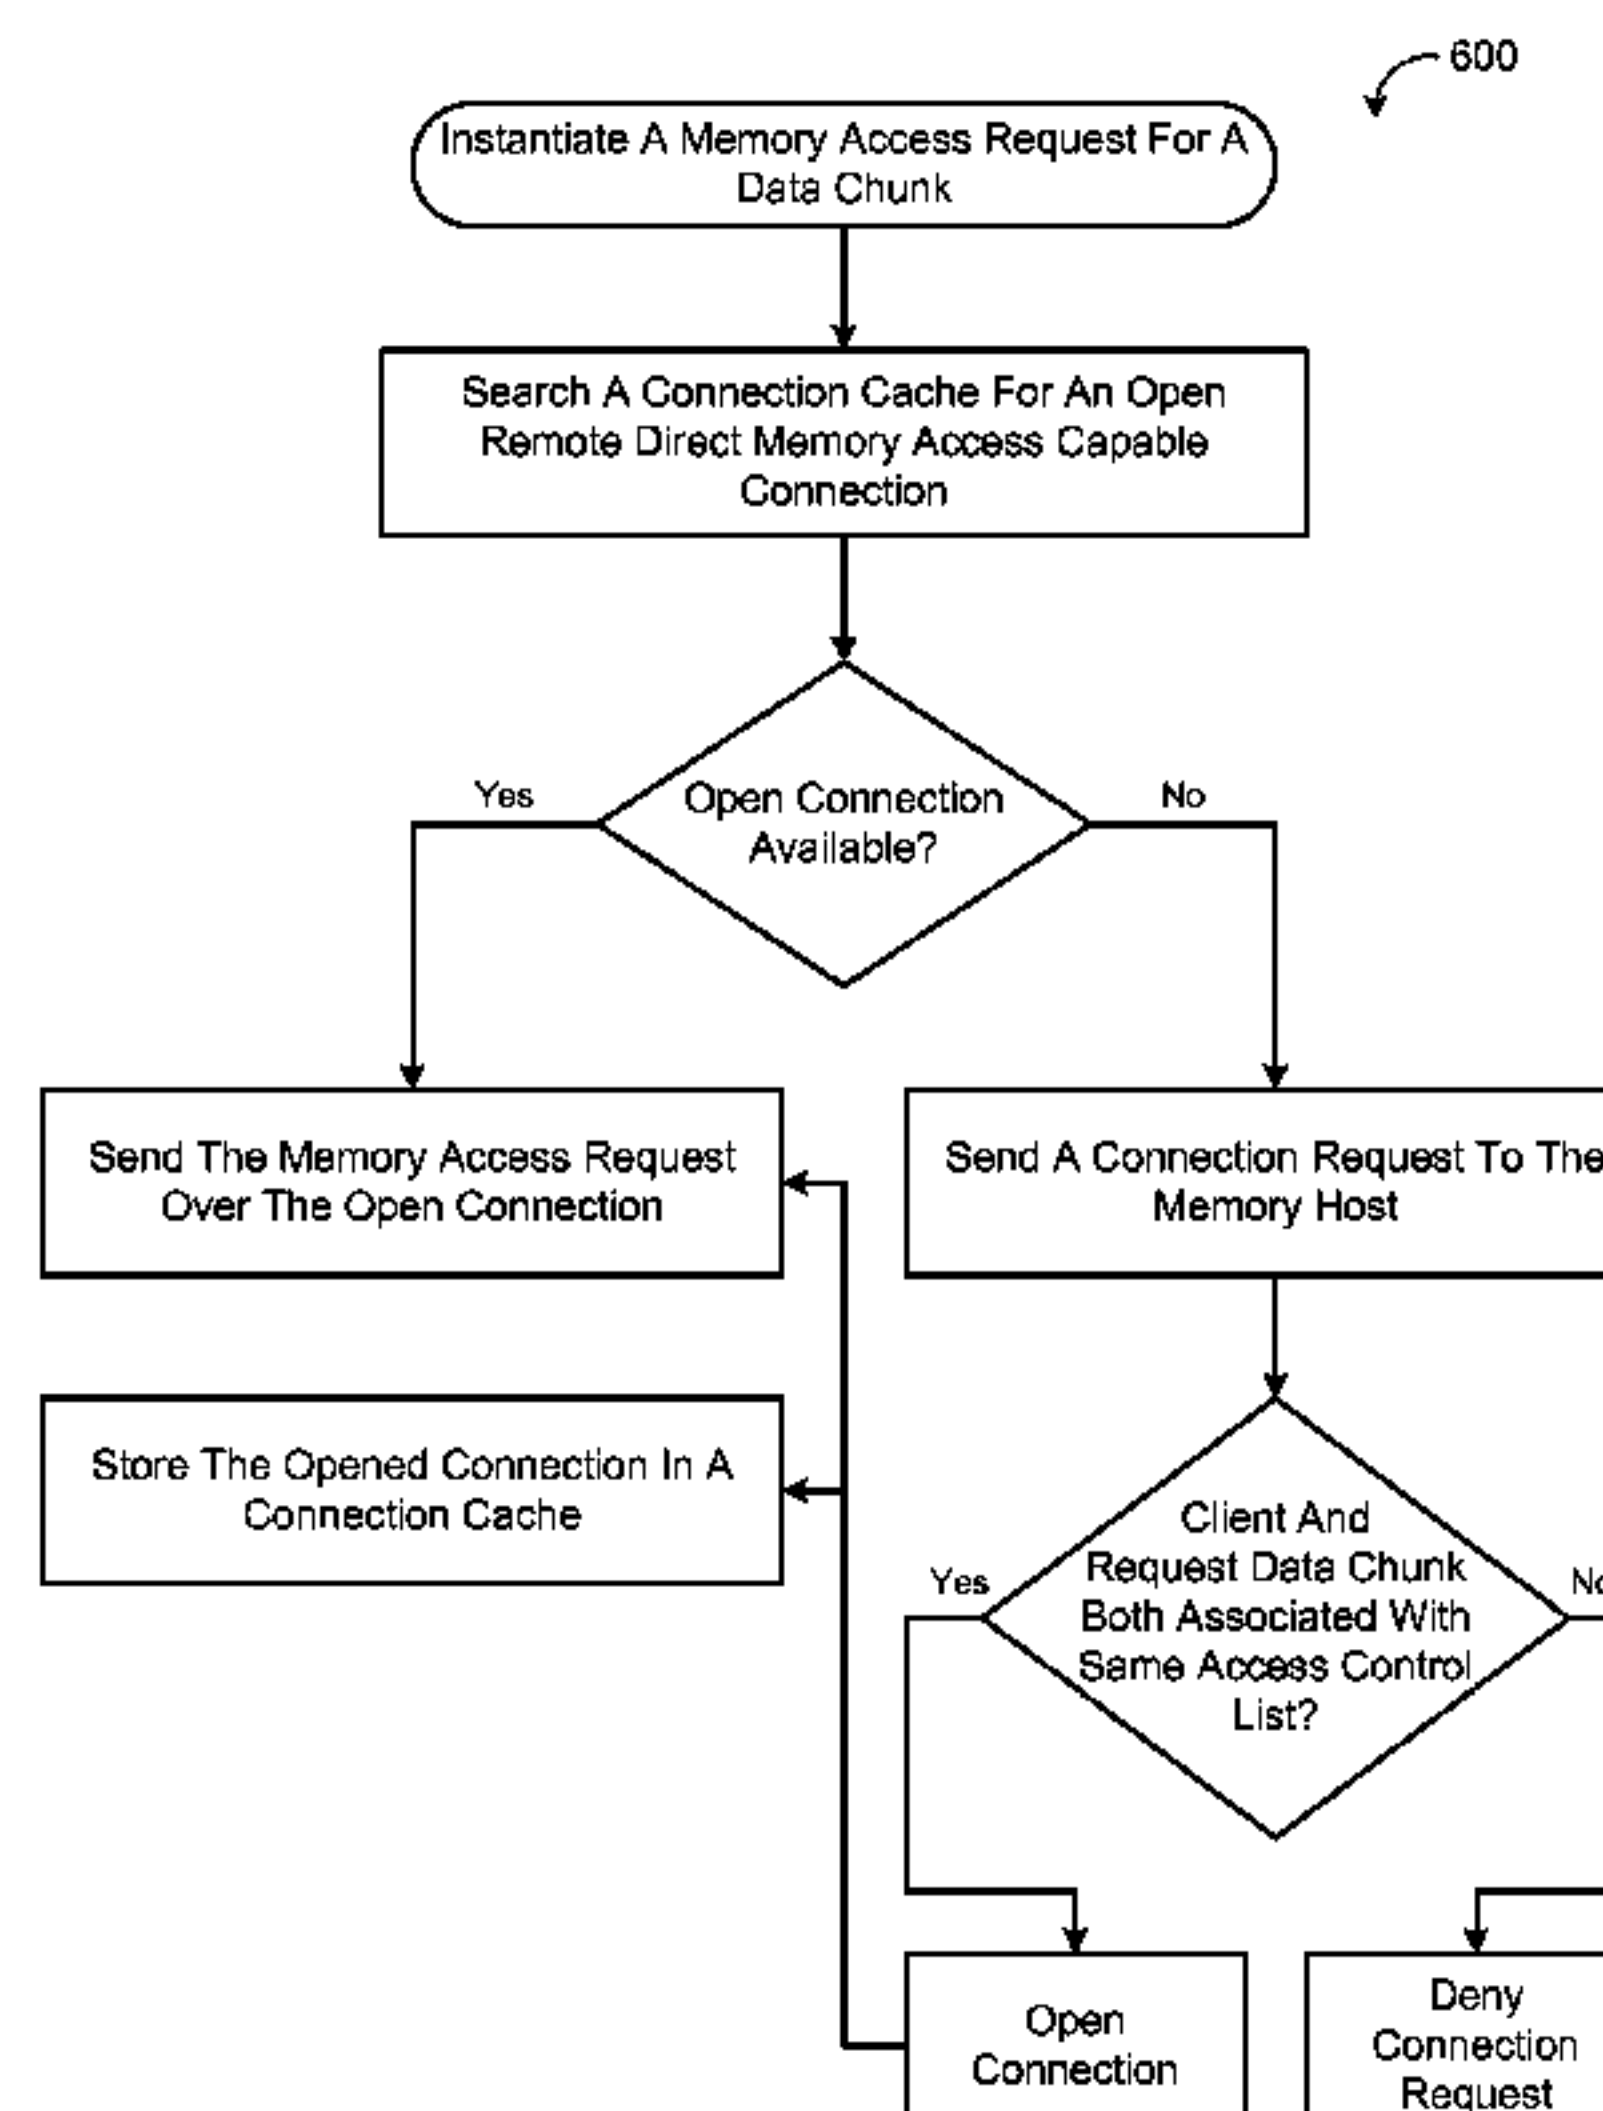 600
Instantiate A Memory Access Request For A
Data Chunk
Search A Connection Cache For An Open
Remote Direct Memory Access Capable
Connection
Open Connection
Available?
Yes
No
Send The Memory Access Request
Over The Open Connection
Send A Connection Request To The
Memory Host
Store The Opened Connection In A
Connection Cache
Client And
Request Data Chunk
Both Associated With
Same Access Control
List?
Yes
No
Open
Connection
Deny
Connection
Request